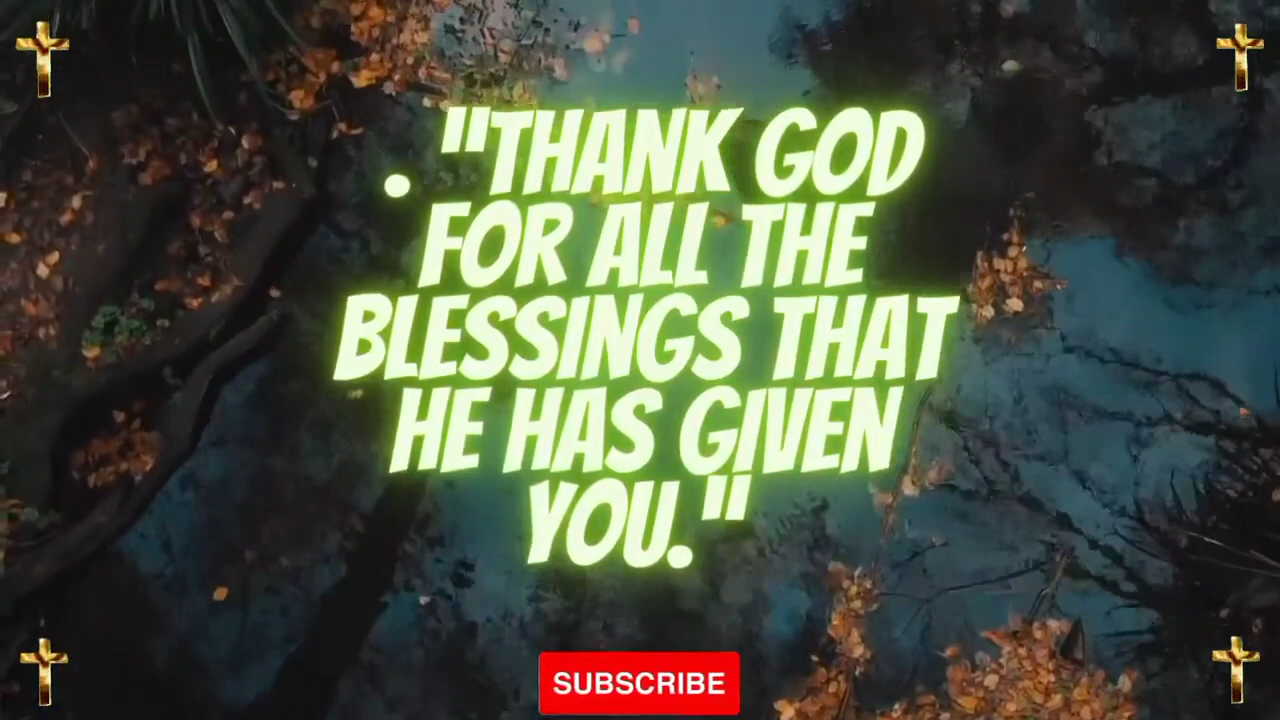 . "THANK GOD
FOR ALL THE
BLESSINGS THAT
HE HAS GIVEN
YOU."
SUBSCRIBE